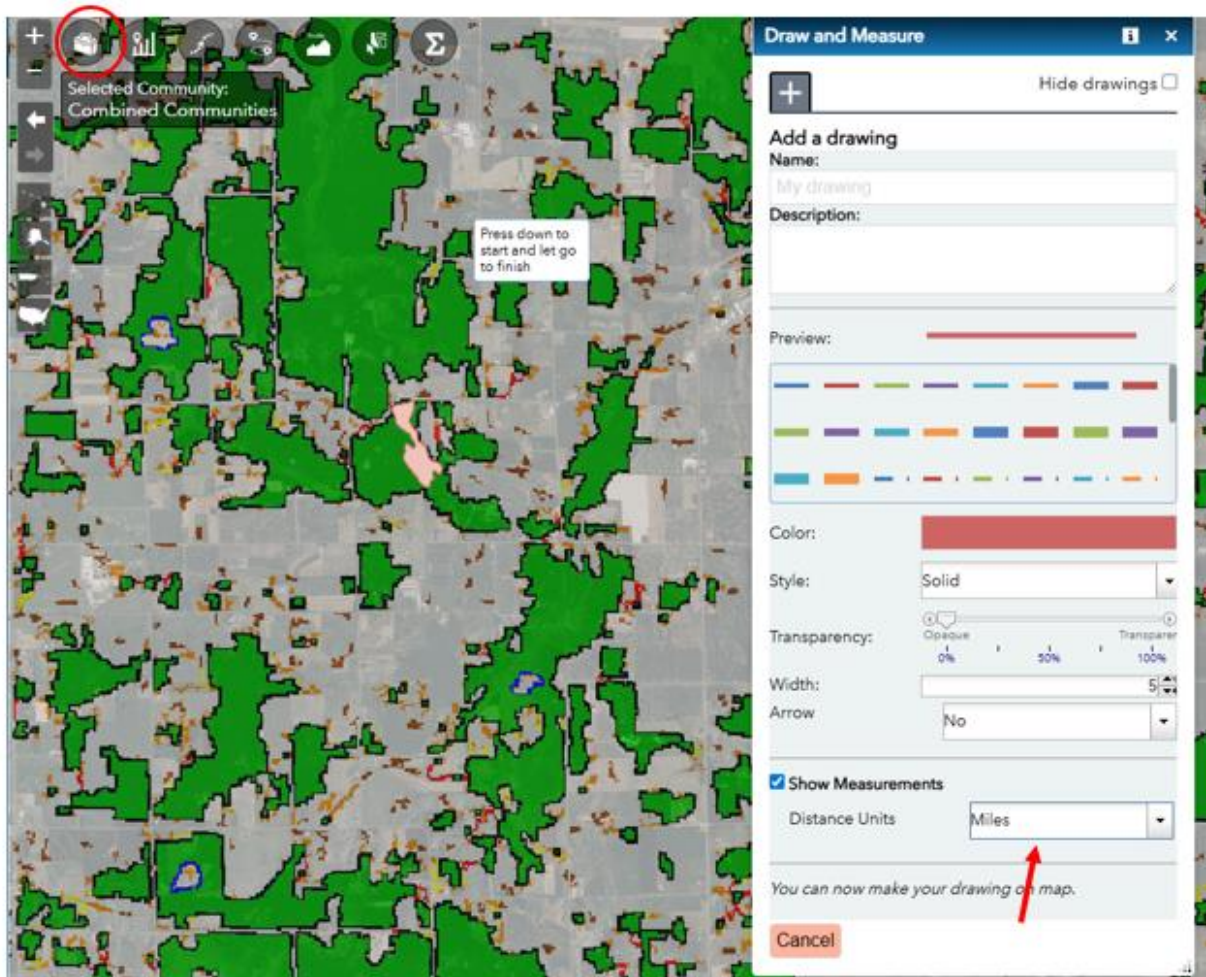 Selected Community:
Combined Communities
Press down to
start and let go
to finish
Draw and Measure
Hide drawings
Add a drawing
Name:
My drawing
Description:
Preview:
Color:
Style:
Solid
Transparency:
Opaque
Transparen
0%
50%
100%
Width:
5
Arrow
No
Show Measurements
Distance Units
Miles
You can now make your drawing on map.
Cancel